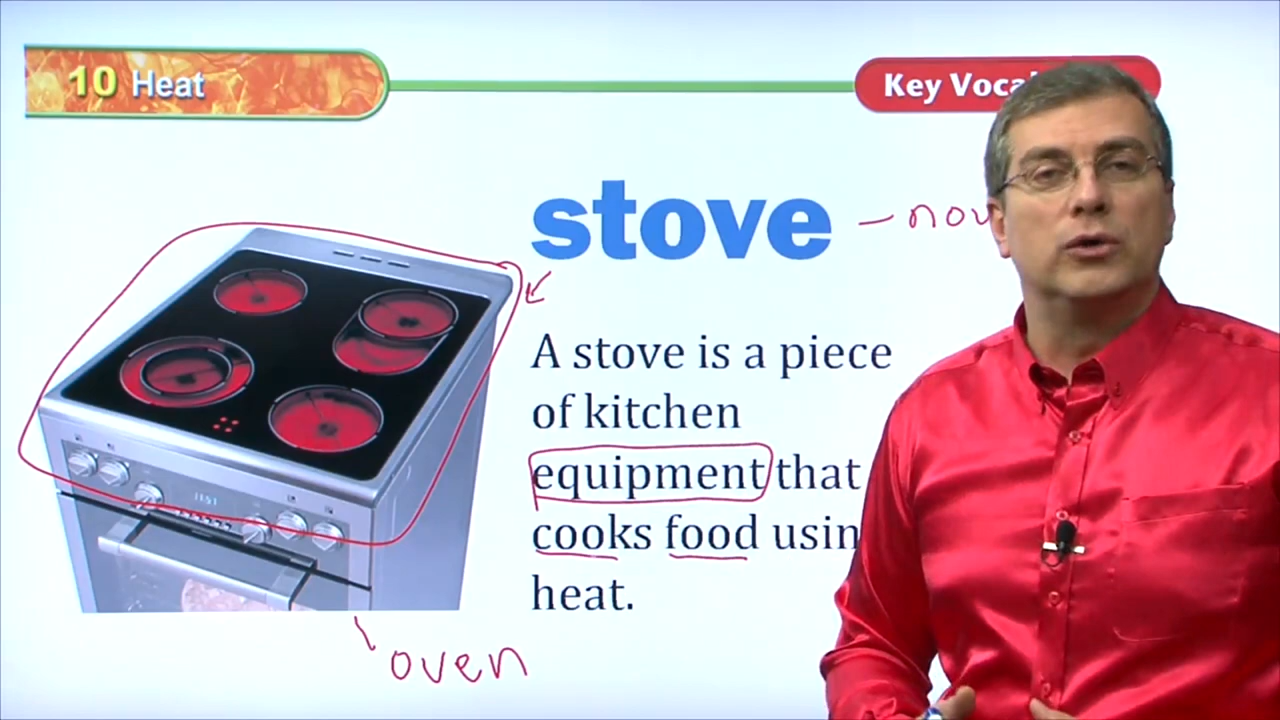 10 Heat
Key Voca
stove
– nou
A stove is a piece
of kitchen
equipment that
cooks food usin
heat.
oven